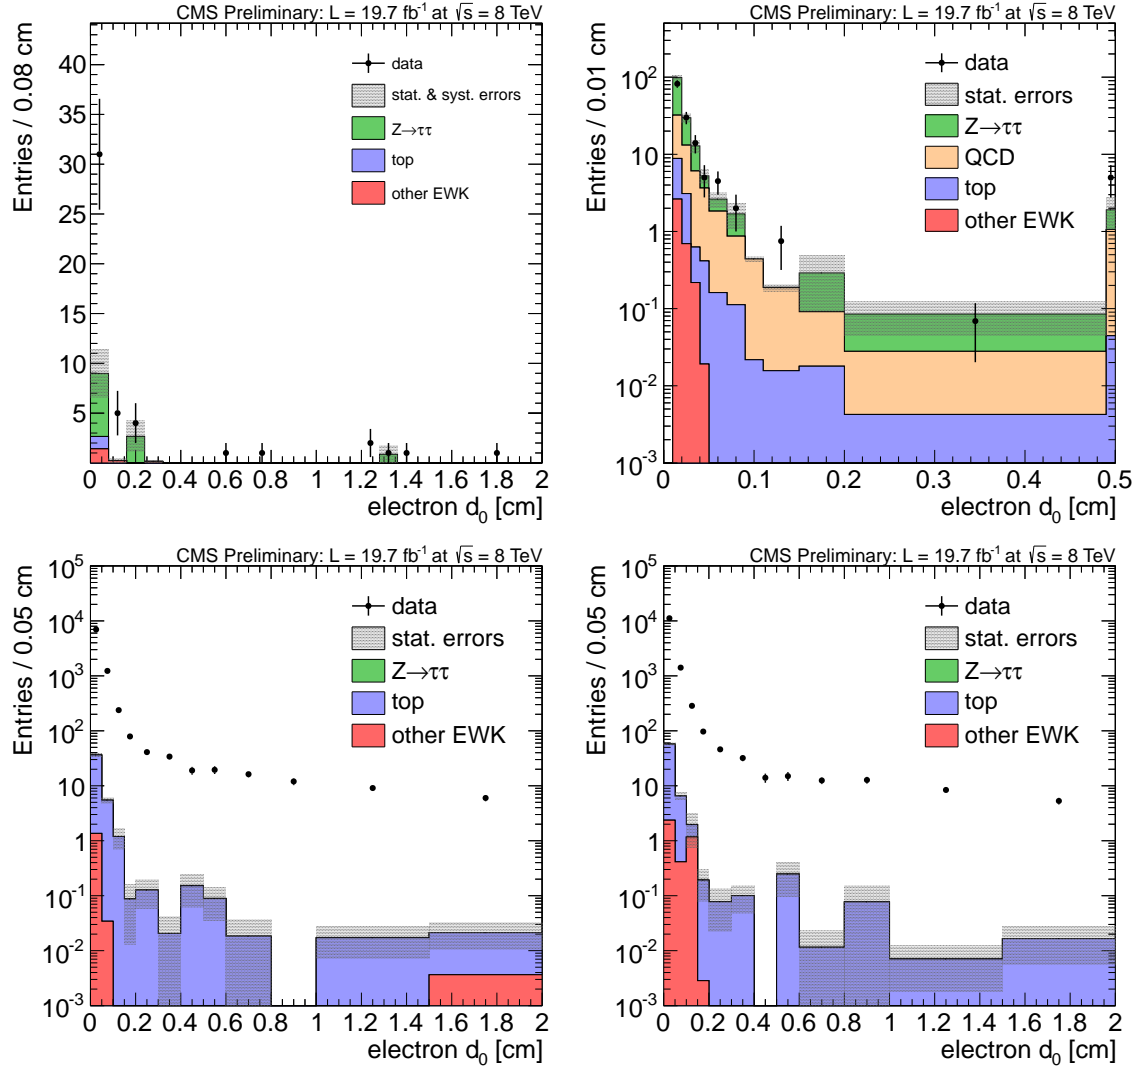 CMS Preliminary: L = 19.7 fb⁻¹ at √s = 8 TeV
Entries / 0.08 cm
40
35
30
25
20
15
10
5
data
stat. & syst. errors
Z→ττ
top
other EWK
0 0.2 0.4 0.6 0.8 1 1.2 1.4 1.6 1.8 2
electron d₀ [cm]
CMS Preliminary: L = 19.7 fb⁻¹ at √s = 8 TeV
Entries / 0.01 cm
10²
10
1
10⁻¹
10⁻²
10⁻³
data
stat. errors
Z→ττ
QCD
top
other EWK
0 0.1 0.2 0.3 0.4 0.5
electron d₀ [cm]
CMS Preliminary: L = 19.7 fb⁻¹ at √s = 8 TeV
Entries / 0.05 cm
10⁵
10⁴
10³
10²
10
1
10⁻¹
10⁻²
10⁻³
data
stat. errors
Z→ττ
top
other EWK
0 0.2 0.4 0.6 0.8 1 1.2 1.4 1.6 1.8 2
electron d₀ [cm]
CMS Preliminary: L = 19.7 fb⁻¹ at √s = 8 TeV
Entries / 0.05 cm
10⁵
10⁴
10³
10²
10
1
10⁻¹
10⁻²
10⁻³
data
stat. errors
Z→ττ
top
other EWK
0 0.2 0.4 0.6 0.8 1 1.2 1.4 1.6 1.8 2
electron d₀ [cm]